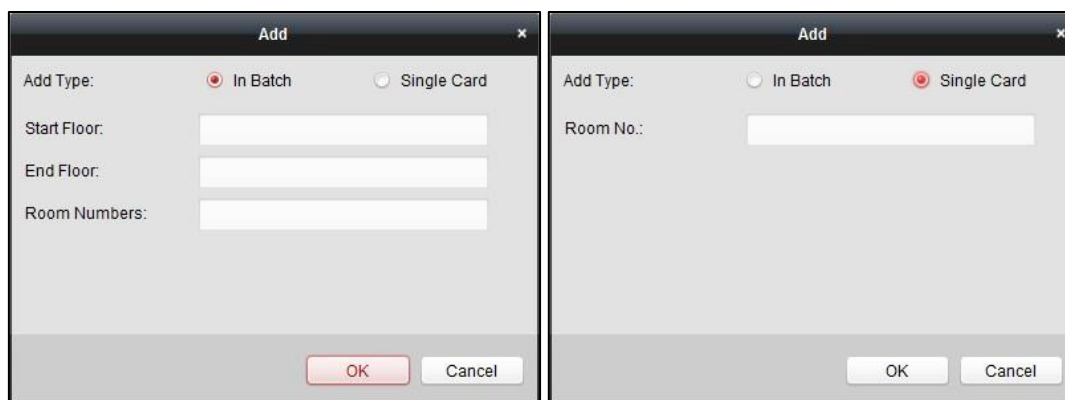 Add
Add Type: In Batch Single Card
Start Floor:
End Floor:
Room Numbers:
OK Cancel
Add
Add Type: In Batch Single Card
Room No.:
OK Cancel